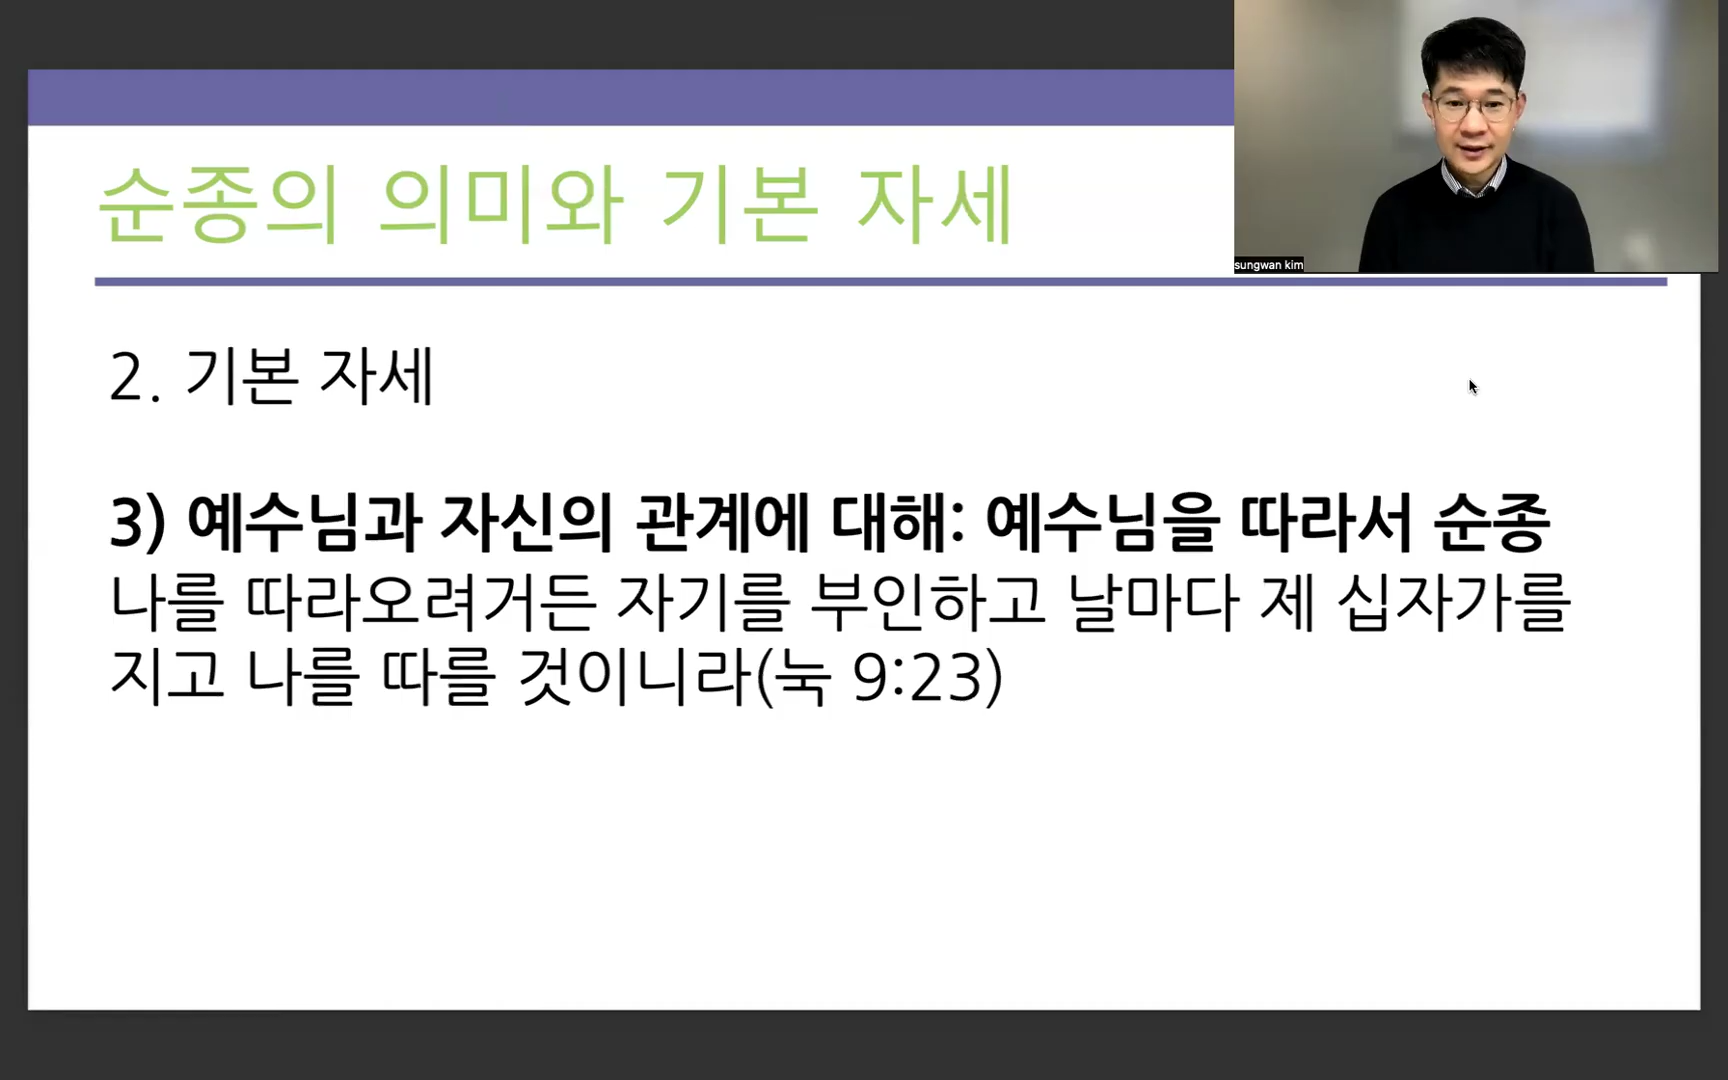 순종의 의미와 기본 자세
sungwan kim
2. 기본 자세
3) 예수님과 자신의 관계에 대해: 예수님을 따라서 순종
나를 따라오려거든 자기를 부인하고 날마다 제 십자가를
지고 나를 따를 것이니라(눅 9:23)